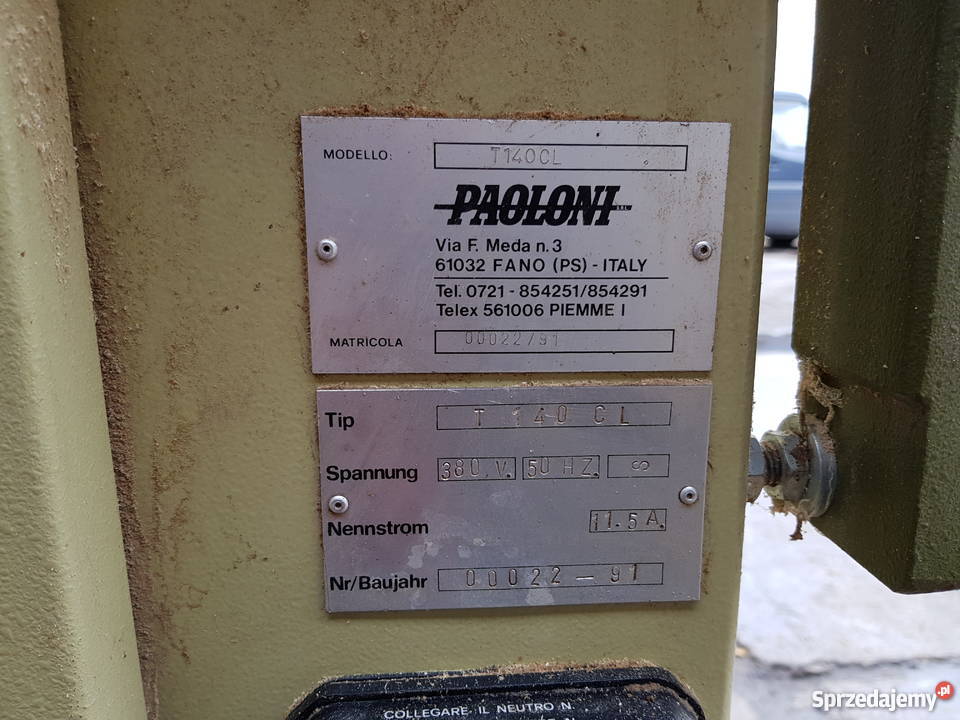 MODELLO: T140CL
PAOLONI SRL
Via F. Meda n. 3
61032 FANO (PS) - ITALY
Tel. 0721 - 854251/854291
Telex 561006 PIEMME I
MATRICOLA 00022/91
Tip T 140 CL
Spannung 380.V. 50 HZ. S
Nennstrom 11.5A.
Nr/Baujahr 00022-91
COLLEGARE IL NEUTRO N
Sprzedajemy.pl